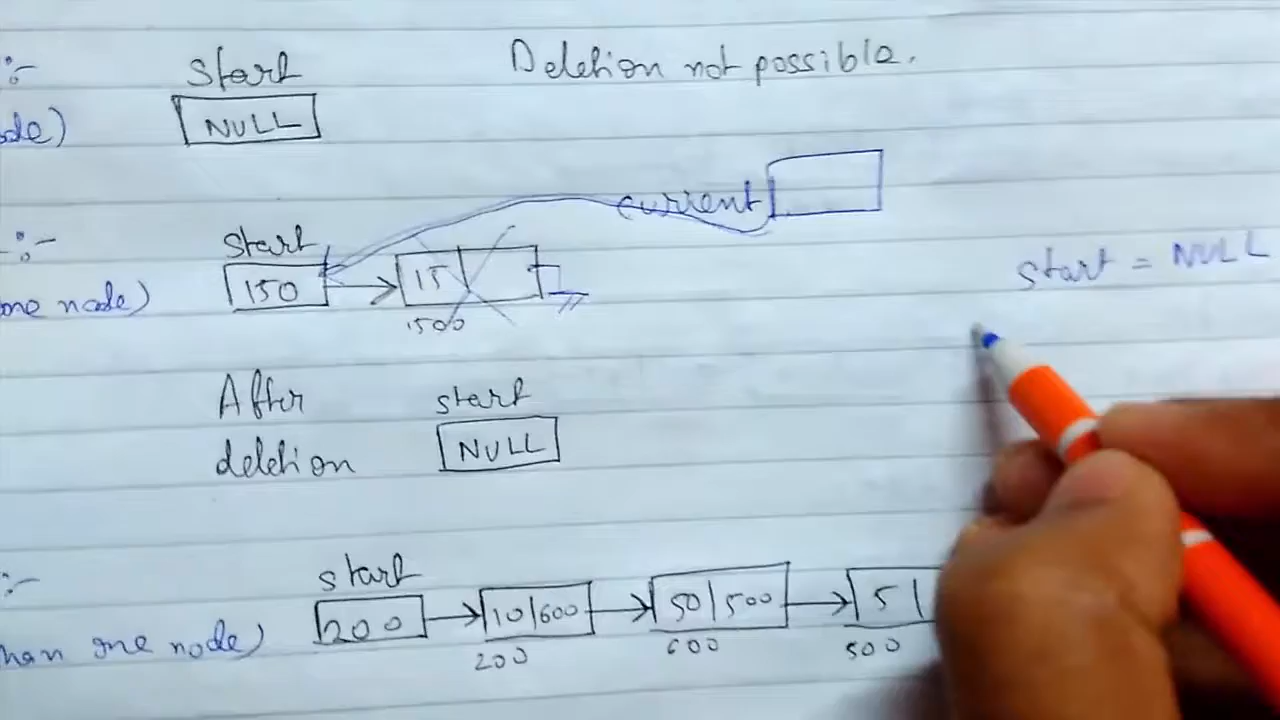 :- start Deletion not possible.
ode) NULL
current
:- start
start = NULL
one node) 150 15
1500
After start
deletion NULL
:- start
han one node) 200 10|600 50|500 5|
200 600 500